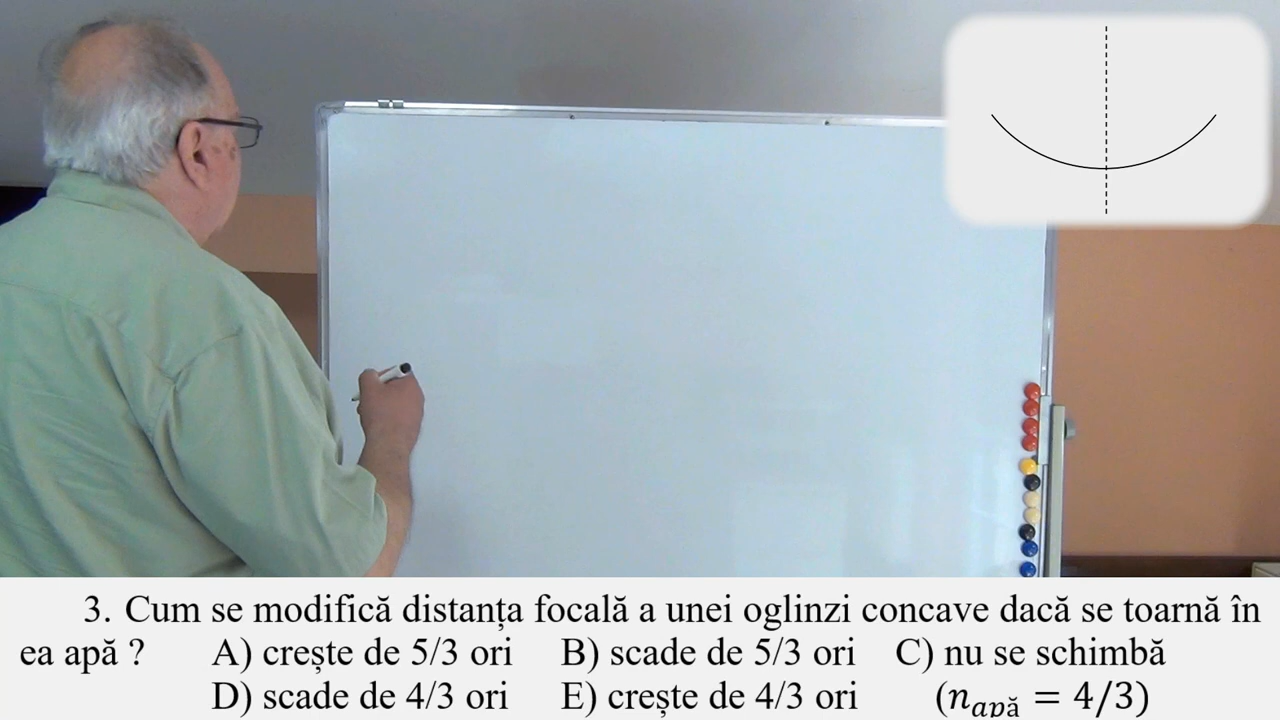 3. Cum se modifică distanța focală a unei oglinzi concave dacă se toarnă în
ea apă ? A) crește de 5/3 ori B) scade de 5/3 ori C) nu se schimbă
D) scade de 4/3 ori E) crește de 4/3 ori (n_apă = 4/3)